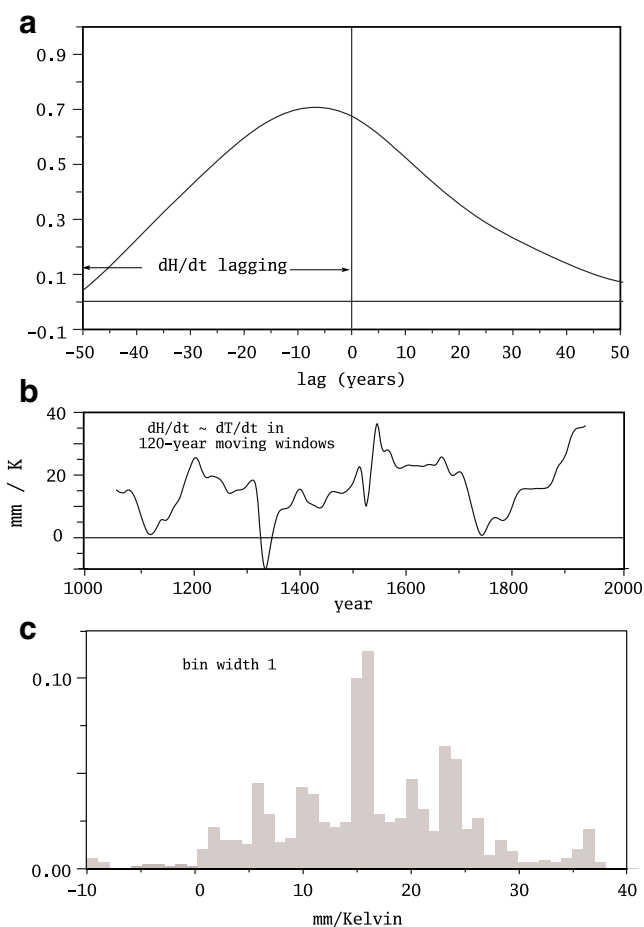 a
0.9
0.7
0.5
0.3
0.1
-0.1
dH/dt lagging
-50 -40 -30 -20 -10 0 10 20 30 40 50
lag (years)
b
40
20
0
mm / K
dH/dt ~ dT/dt in
120-year moving windows
1000 1200 1400 1600 1800 2000
year
c
bin width 1
0.10
0.00
-10 0 10 20 30 40
mm/Kelvin